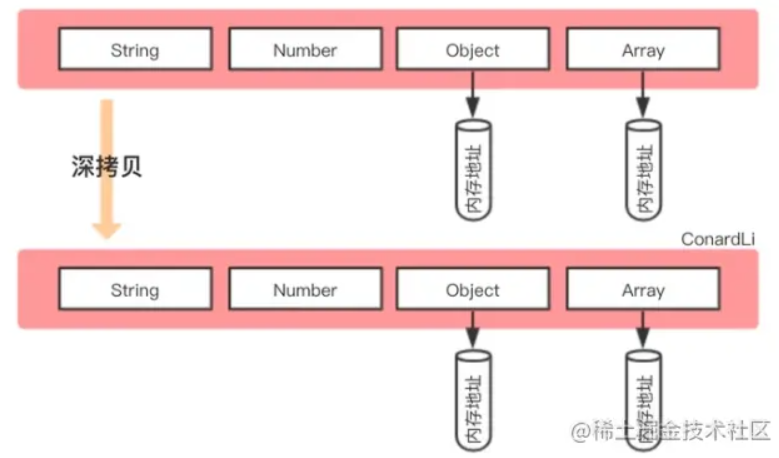 String Number Object Array
内存地址 内存地址
深拷贝
ConardLi
String Number Object Array
内存地址 内存地址
@稀土掘金技术社区